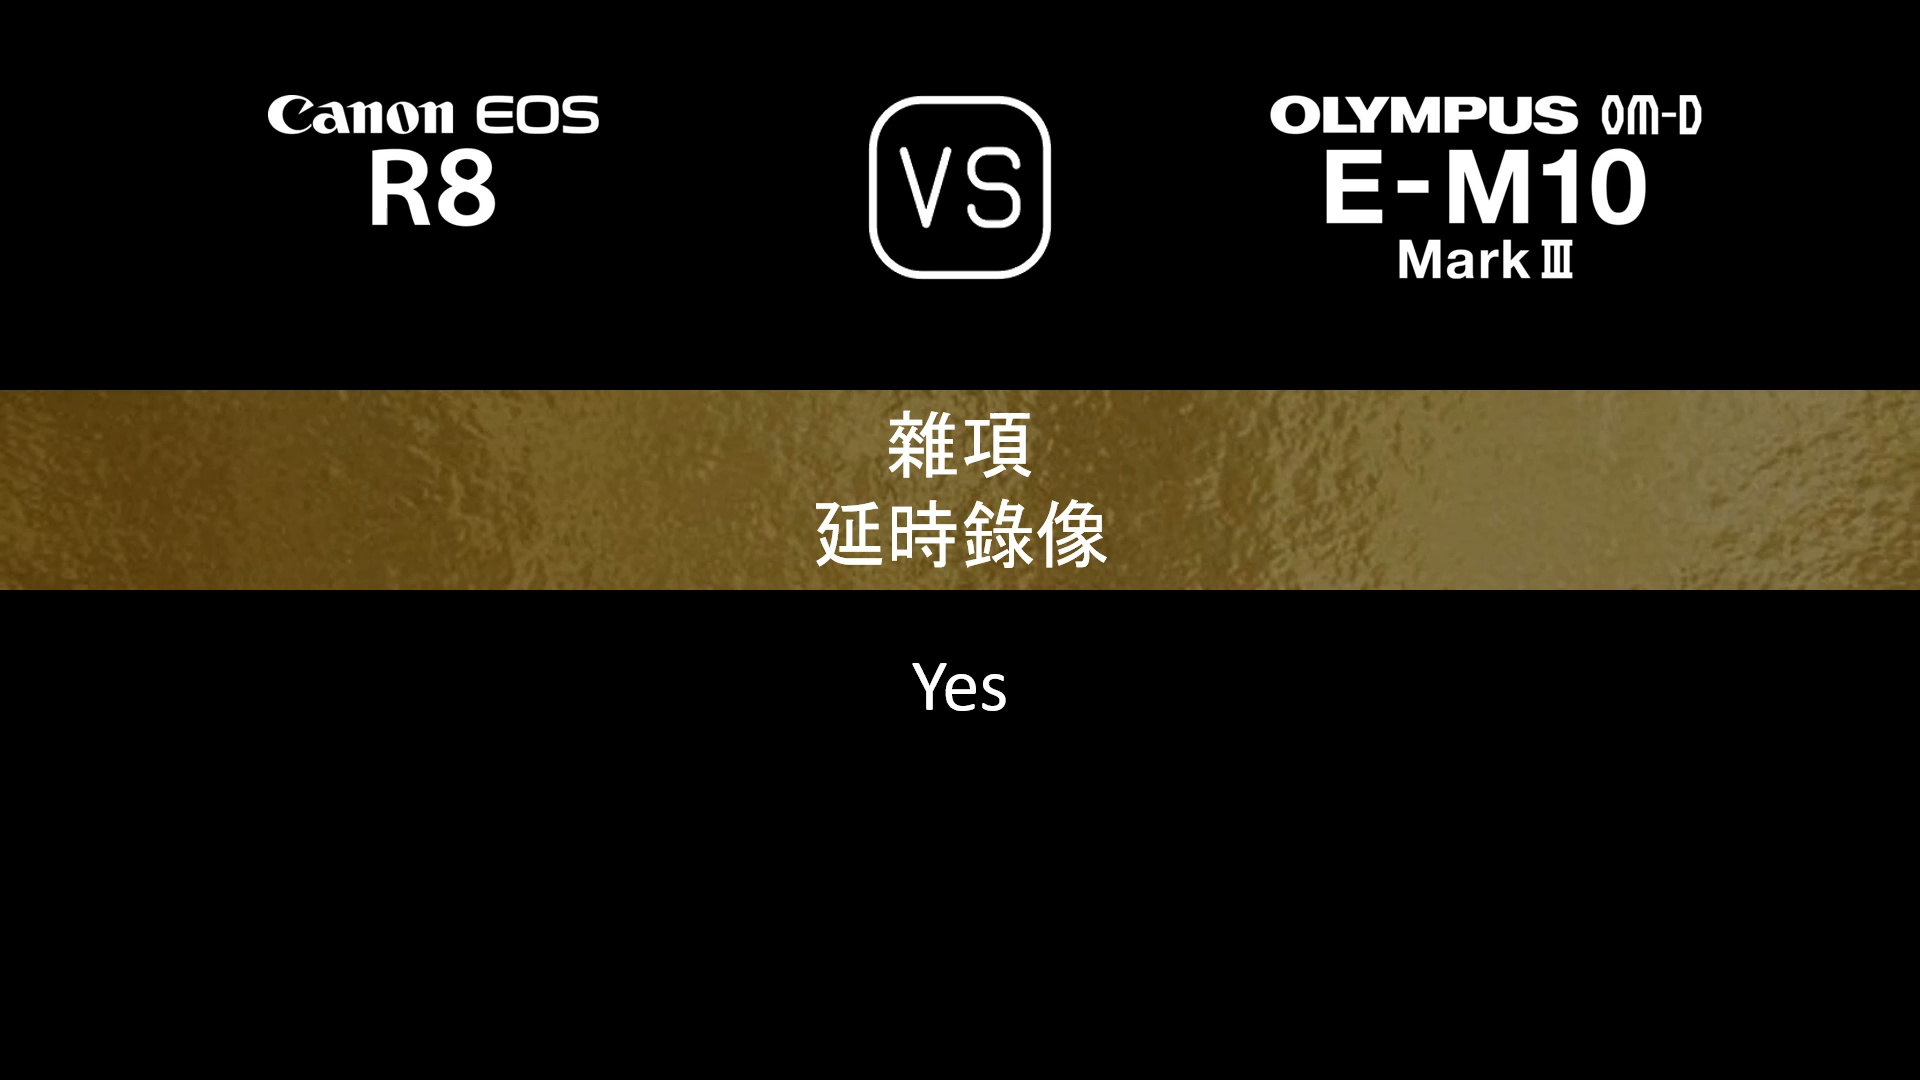 Canon EOS
R8
VS
OLYMPUS OM-D
E-M10
Mark III
雜項
延時錄像
Yes